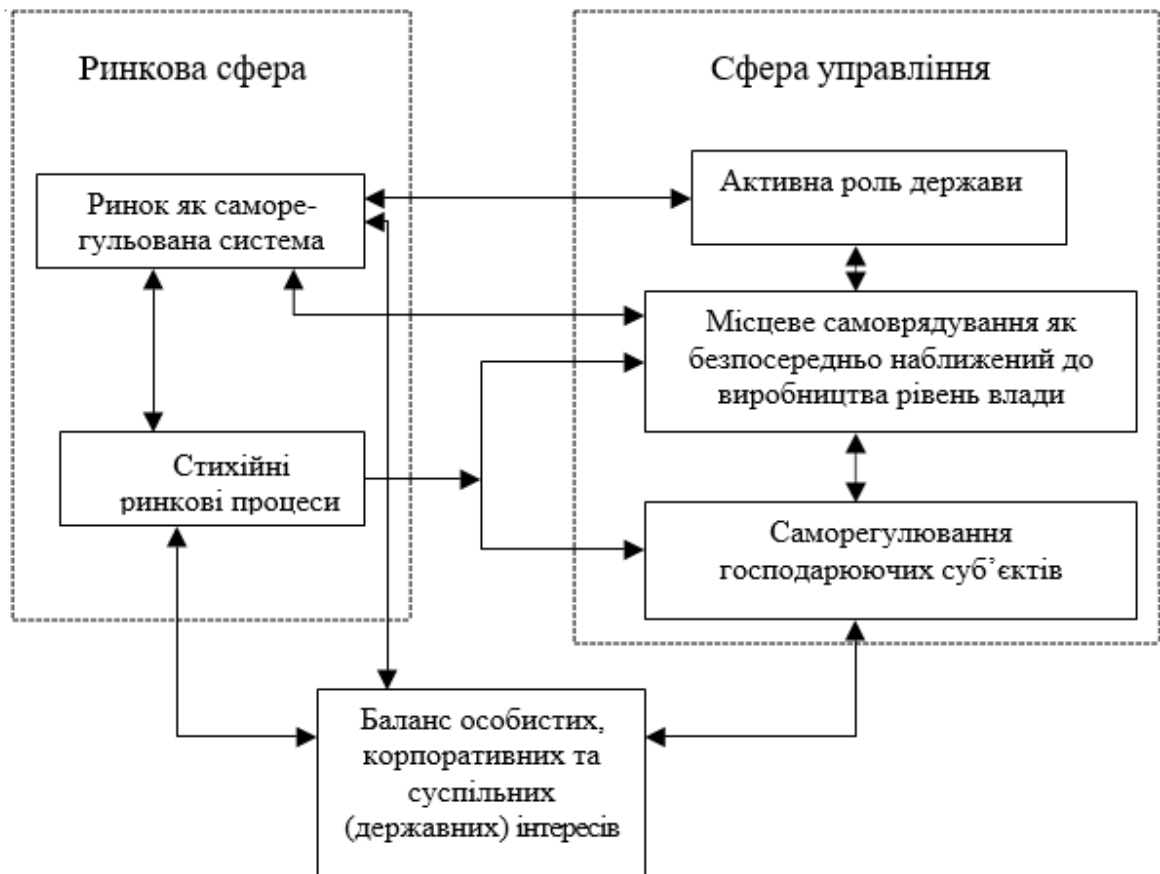 Ринкова сфера
Ринок як саморе-
гульована система
Стихійні
ринкові процеси
Сфера управління
Активна роль держави
Місцеве самоврядування як
безпосередньо наближений до
виробництва рівень влади
Саморегулювання
господарюючих суб’єктів
Баланс особистих,
корпоративних та
суспільних
(державних) інтересів